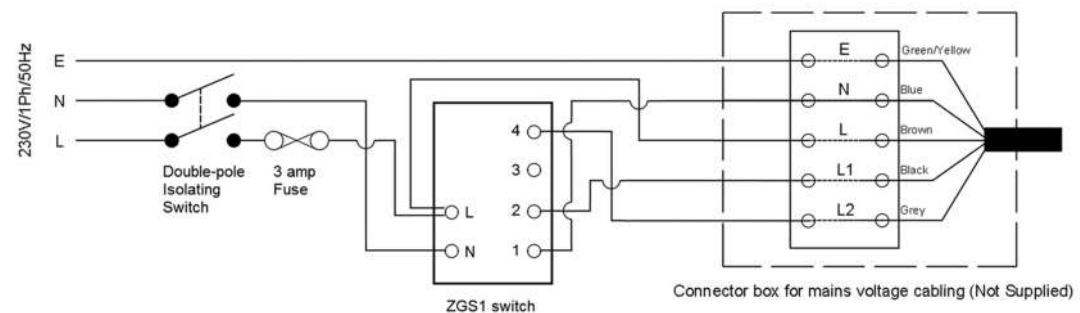 230V/1Ph/50Hz
E
N
L
Double-pole
Isolating
Switch
3 amp
Fuse
L
N
4
3
2
1
ZGS1 switch
E
N
L
L1
L2
Green/Yellow
Blue
Brown
Black
Grey
Connector box for mains voltage cabling (Not Supplied)